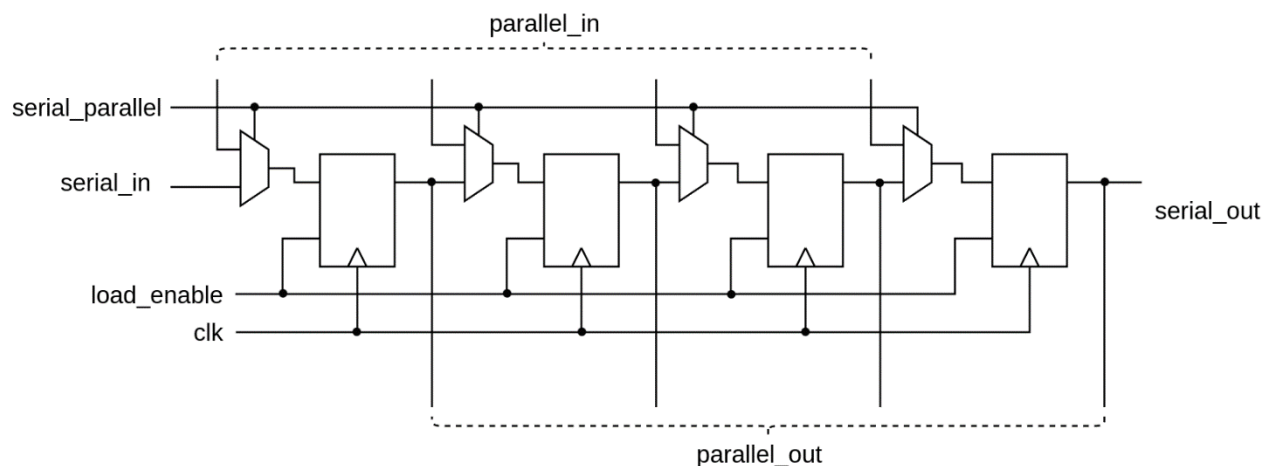 parallel_in
serial_parallel
serial_in
serial_out
load_enable
clk
parallel_out